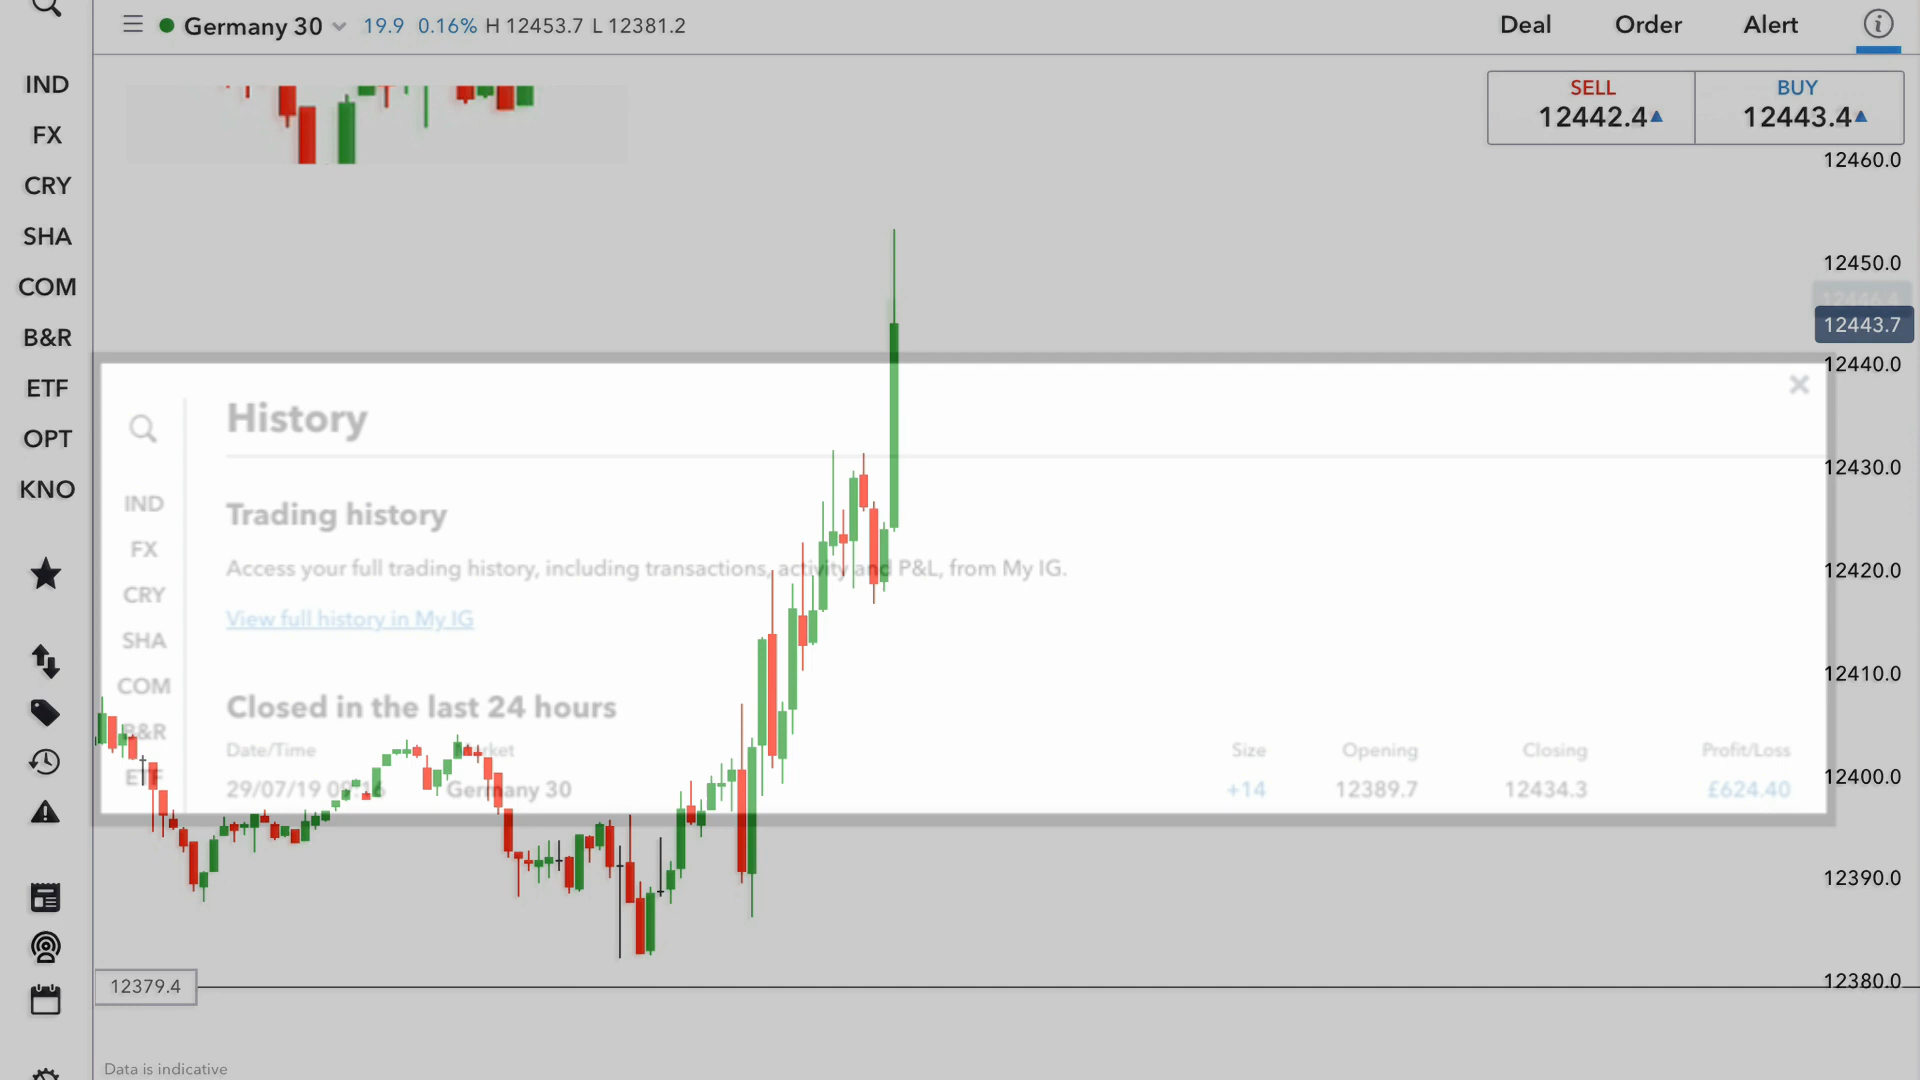 Germany 30 19.9 0.16% H 12453.7 L 12381.2
Deal Order Alert
IND
FX
CRY
SHA
COM
B&R
ETF
OPT
KNO
SELL
12442.4
BUY
12443.4
12460.0
12450.0
12443.7
12440.0
12430.0
12420.0
12410.0
12400.0
12390.0
12380.0
History
IND
FX
CRY
SHA
COM
B&R
ETF
Trading history
Access your full trading history, including transactions, activity and P&L, from My IG.
View full history in My IG
Closed in the last 24 hours
Date/Time Market Size Opening Closing Profit/Loss
29/07/19 Germany 30 +14 12389.7 12434.3 £624.40
12379.4
Data is indicative